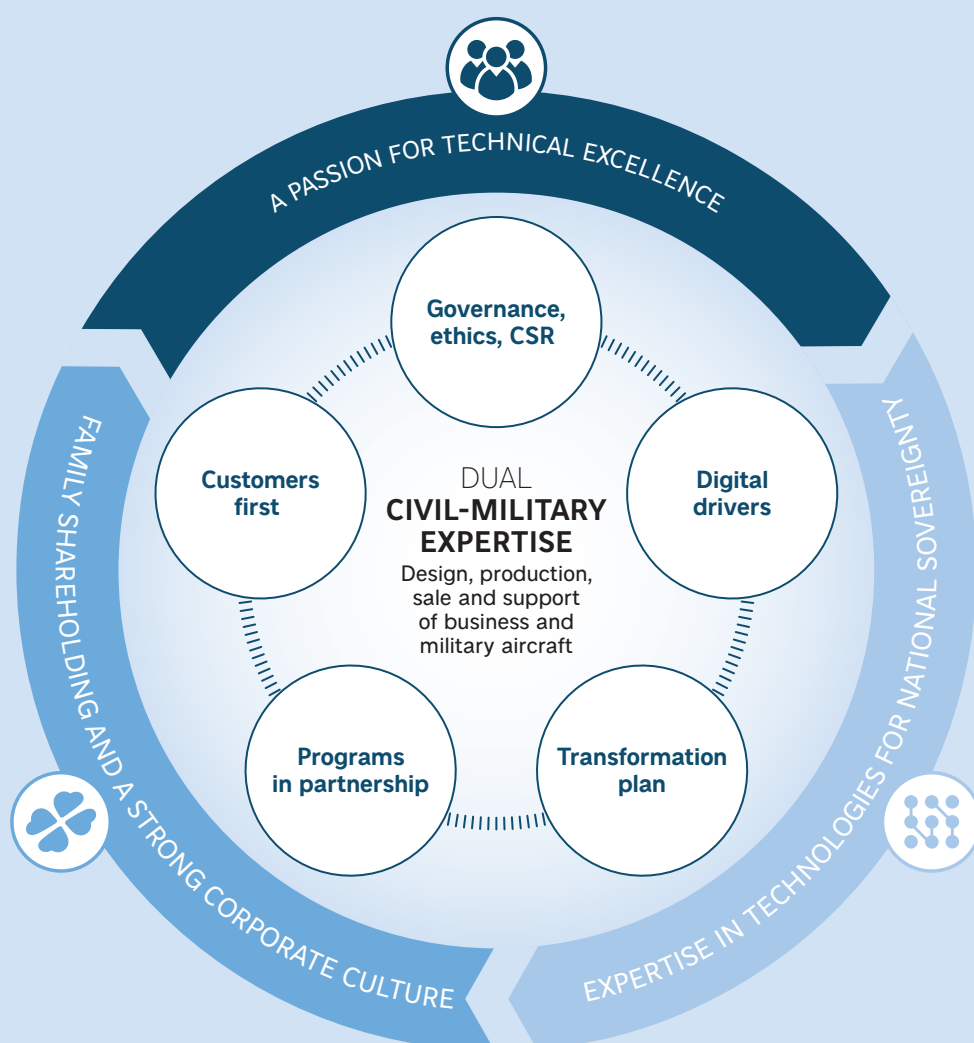 A PASSION FOR TECHNICAL EXCELLENCE
Governance,
ethics, CSR
Customers
first
Digital
drivers
DUAL
CIVIL-MILITARY
EXPERTISE
Design, production,
sale and support
of business and
military aircraft
Programs
in partnership
Transformation
plan
FAMILY SHAREHOLDING AND A STRONG CORPORATE CULTURE
EXPERTISE IN TECHNOLOGIES FOR NATIONAL SOVEREIGNTY